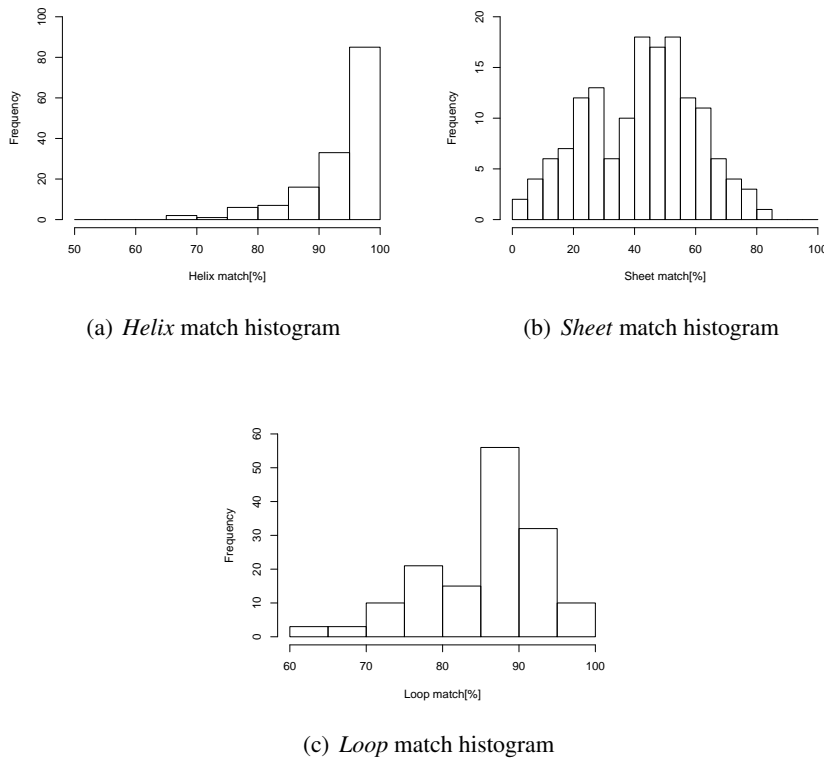 100
80
60
40
20
0
Frequency
50 60 70 80 90 100
Helix match[%]
(a) Helix match histogram
20
15
10
5
0
Frequency
0 20 40 60 80 100
Sheet match[%]
(b) Sheet match histogram
60
50
40
30
20
10
0
Frequency
60 70 80 90 100
Loop match[%]
(c) Loop match histogram